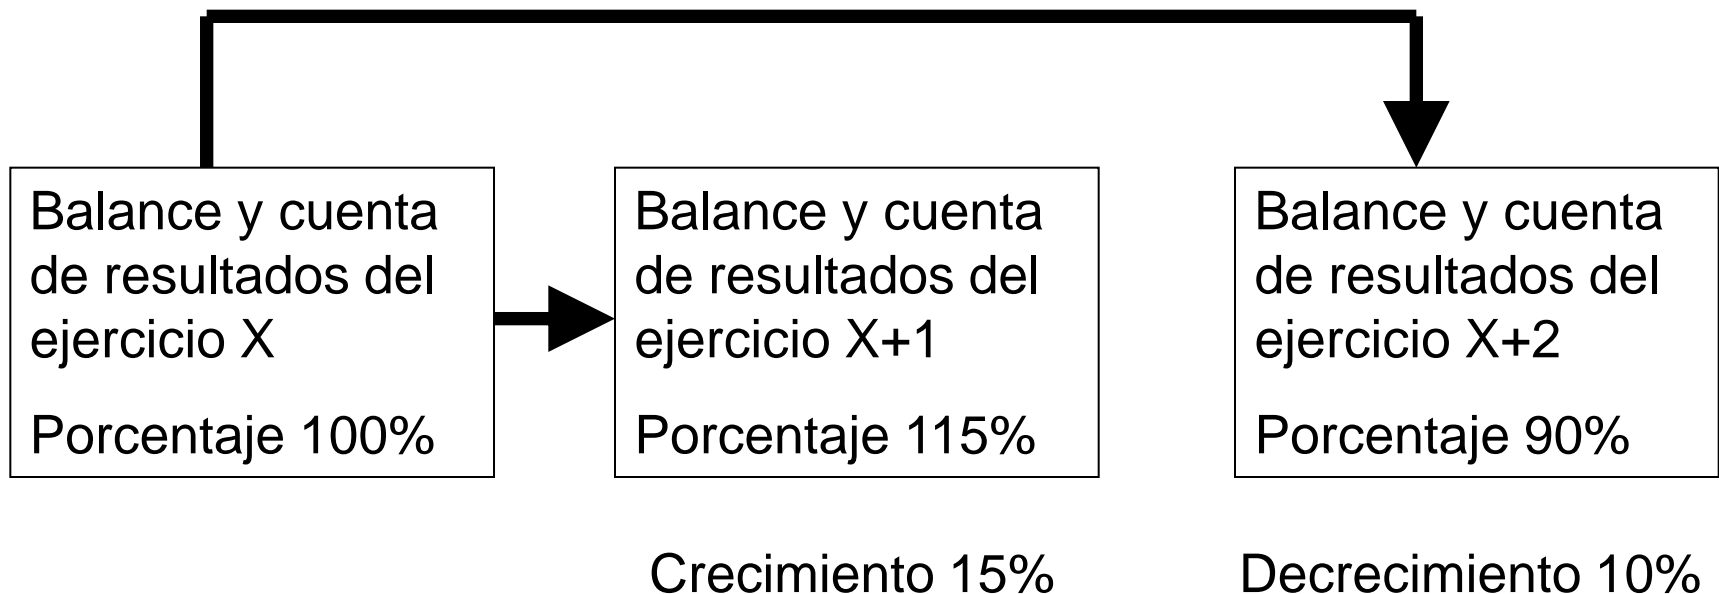 Balance y cuenta
de resultados del
ejercicio X
Porcentaje 100%
Balance y cuenta
de resultados del
ejercicio X+1
Porcentaje 115%
Balance y cuenta
de resultados del
ejercicio X+2
Porcentaje 90%
Crecimiento 15%
Decrecimiento 10%